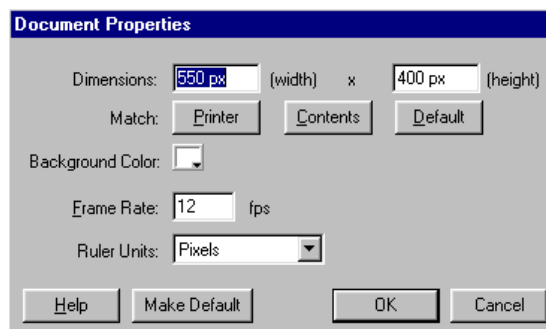 Document Properties
Dimensions: 550 px (width) x 400 px (height)
Match: Printer Contents Default
Background Color:
Frame Rate: 12 fps
Ruler Units: Pixels
Help Make Default OK Cancel